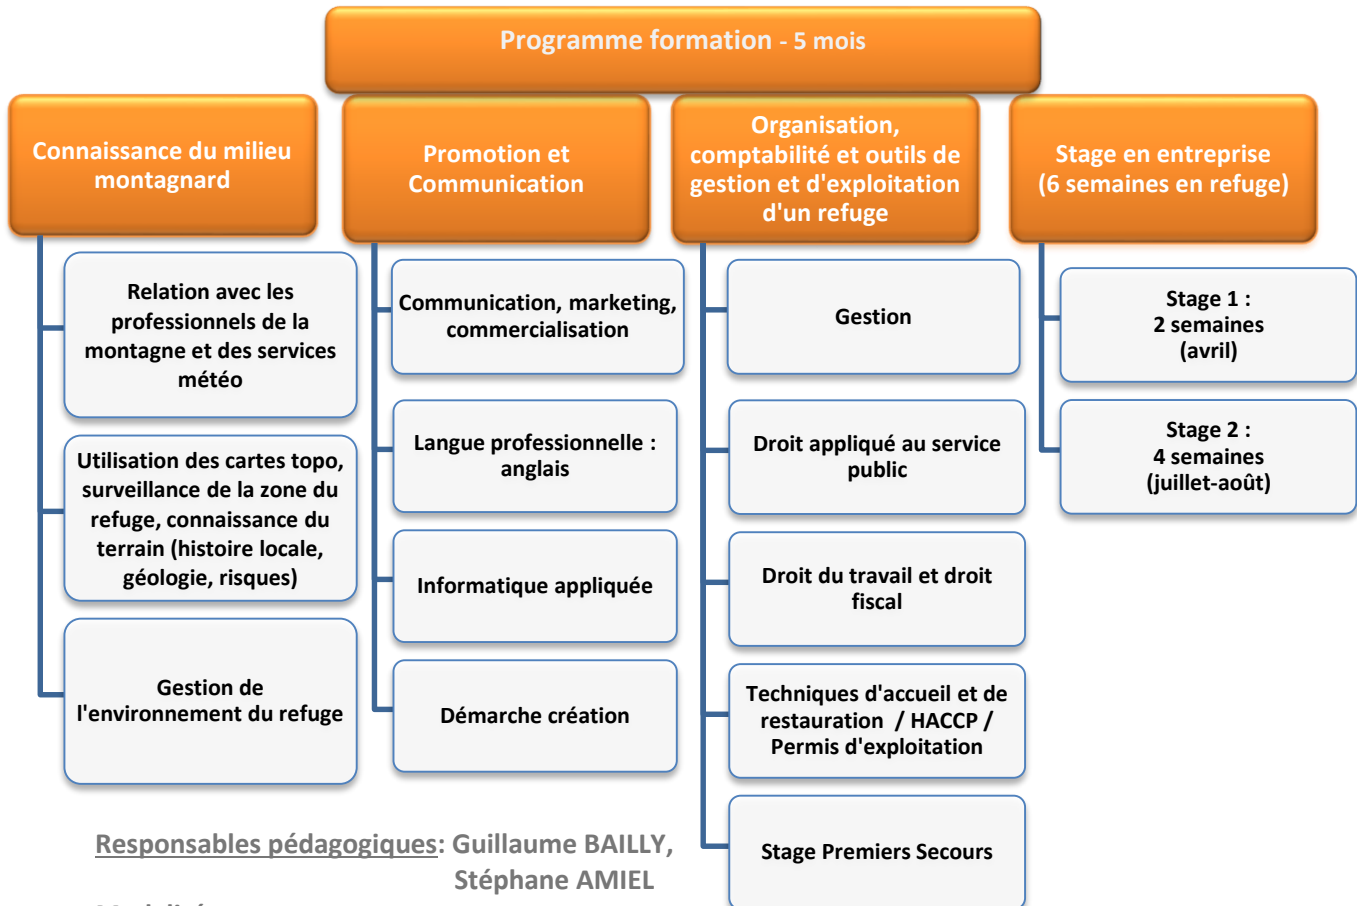 Programme formation - 5 mois
Connaissance du milieu
montagnard
Relation avec les
professionnels de la
montagne et des services
météo
Utilisation des cartes topo,
surveillance de la zone du
refuge, connaissance du
terrain (histoire locale,
géologie, risques)
Gestion de
l'environnement du refuge
Promotion et
Communication
Communication, marketing,
commercialisation
Langue professionnelle :
anglais
Informatique appliquée
Démarche création
Organisation,
comptabilité et outils de
gestion et d'exploitation
d'un refuge
Gestion
Droit appliqué au service
public
Droit du travail et droit
fiscal
Techniques d'accueil et de
restauration / HACCP /
Permis d'exploitation
Stage Premiers Secours
Stage en entreprise
(6 semaines en refuge)
Stage 1 :
2 semaines
(avril)
Stage 2 :
4 semaines
(juillet-août)
Responsables pédagogiques: Guillaume BAILLY,
Stéphane AMIEL